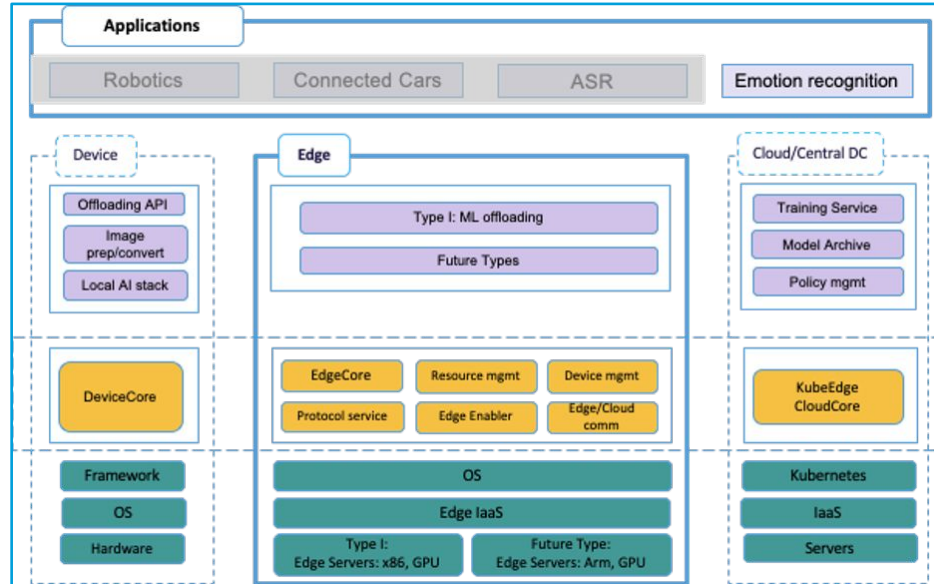 Applications
Robotics
Connected Cars
ASR
Emotion recognition
Device
Edge
Cloud/Central DC
Offloading API
Image
prep/convert
Local AI stack
Type I: ML offloading
Future Types
Training Service
Model Archive
Policy mgmt
DeviceCore
EdgeCore
Resource mgmt
Device mgmt
Protocol service
Edge Enabler
Edge/Cloud
comm
KubeEdge
CloudCore
Framework
OS
Hardware
OS
Edge IaaS
Type I:
Edge Servers: x86, GPU
Future Type:
Edge Servers: Arm, GPU
Kubernetes
IaaS
Servers